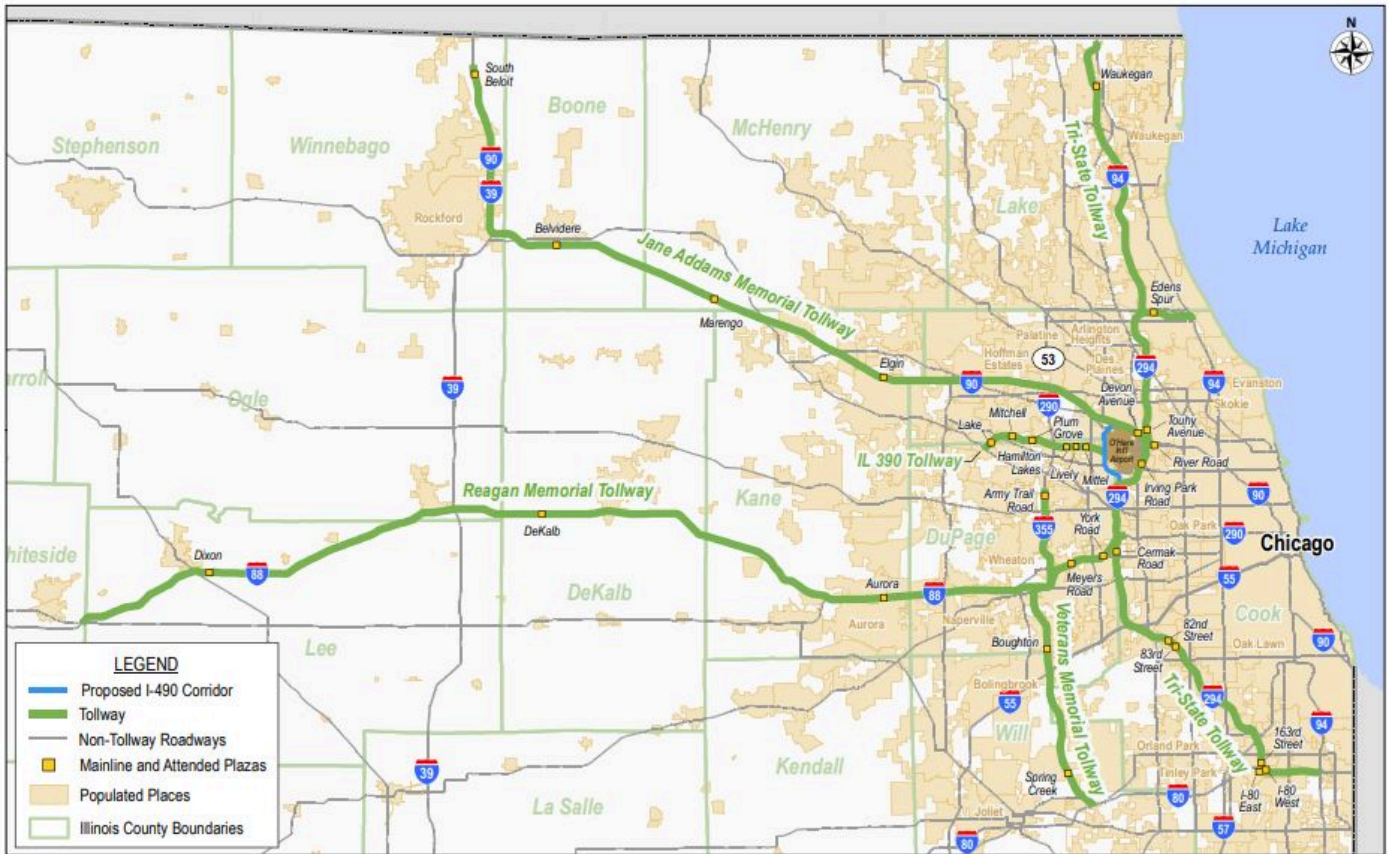 N
South
Beloit
Waukegan
Boone
McHenry
Stephenson
Winnebago
Waukegan
Tri-State Tollway
90
94
39
Lake
Rockford
Belvidere
Lake
Michigan
Jane Addams Memorial Tollway
Edens
Spur
Marengo
Palatine
Arlington
Heights
Hoffman
Estates
53
Des
Plaines
294
Elgin
90
94
Evanston
39
Devon
Avenue
Skokie
Ogle
290
Mitchell
Lake
Plum
Grove
Touhy
Avenue
O'Hare
Int'l
Airport
IL 390 Tollway
Hamilton
Lakes
River Road
Lively
Mittel
Reagan Memorial Tollway
Kane
Army Trail
Road
294
Irving Park
Road
90
DeKalb
York
Road
355
Oak Park
DuPage
290
Chicago
Dixon
Wheaton
Cermak
Road
88
Meyers
Road
55
DeKalb
Aurora
88
Cook
Aurora
Naperville
82nd
Street
Lee
Boughton
Veterans Memorial Tollway
Oak Lawn
90
83rd
Street
Bolingbrook
Tri-State Tollway
55
294
94
Will
163rd
Street
Orland Park
39
Kendall
Spring
Creek
Tinley Park
La Salle
80
I-80
East
I-80
West
Joliet
80
57
LEGEND
Proposed I-490 Corridor
Tollway
Non-Tollway Roadways
Mainline and Attended Plazas
Populated Places
Illinois County Boundaries